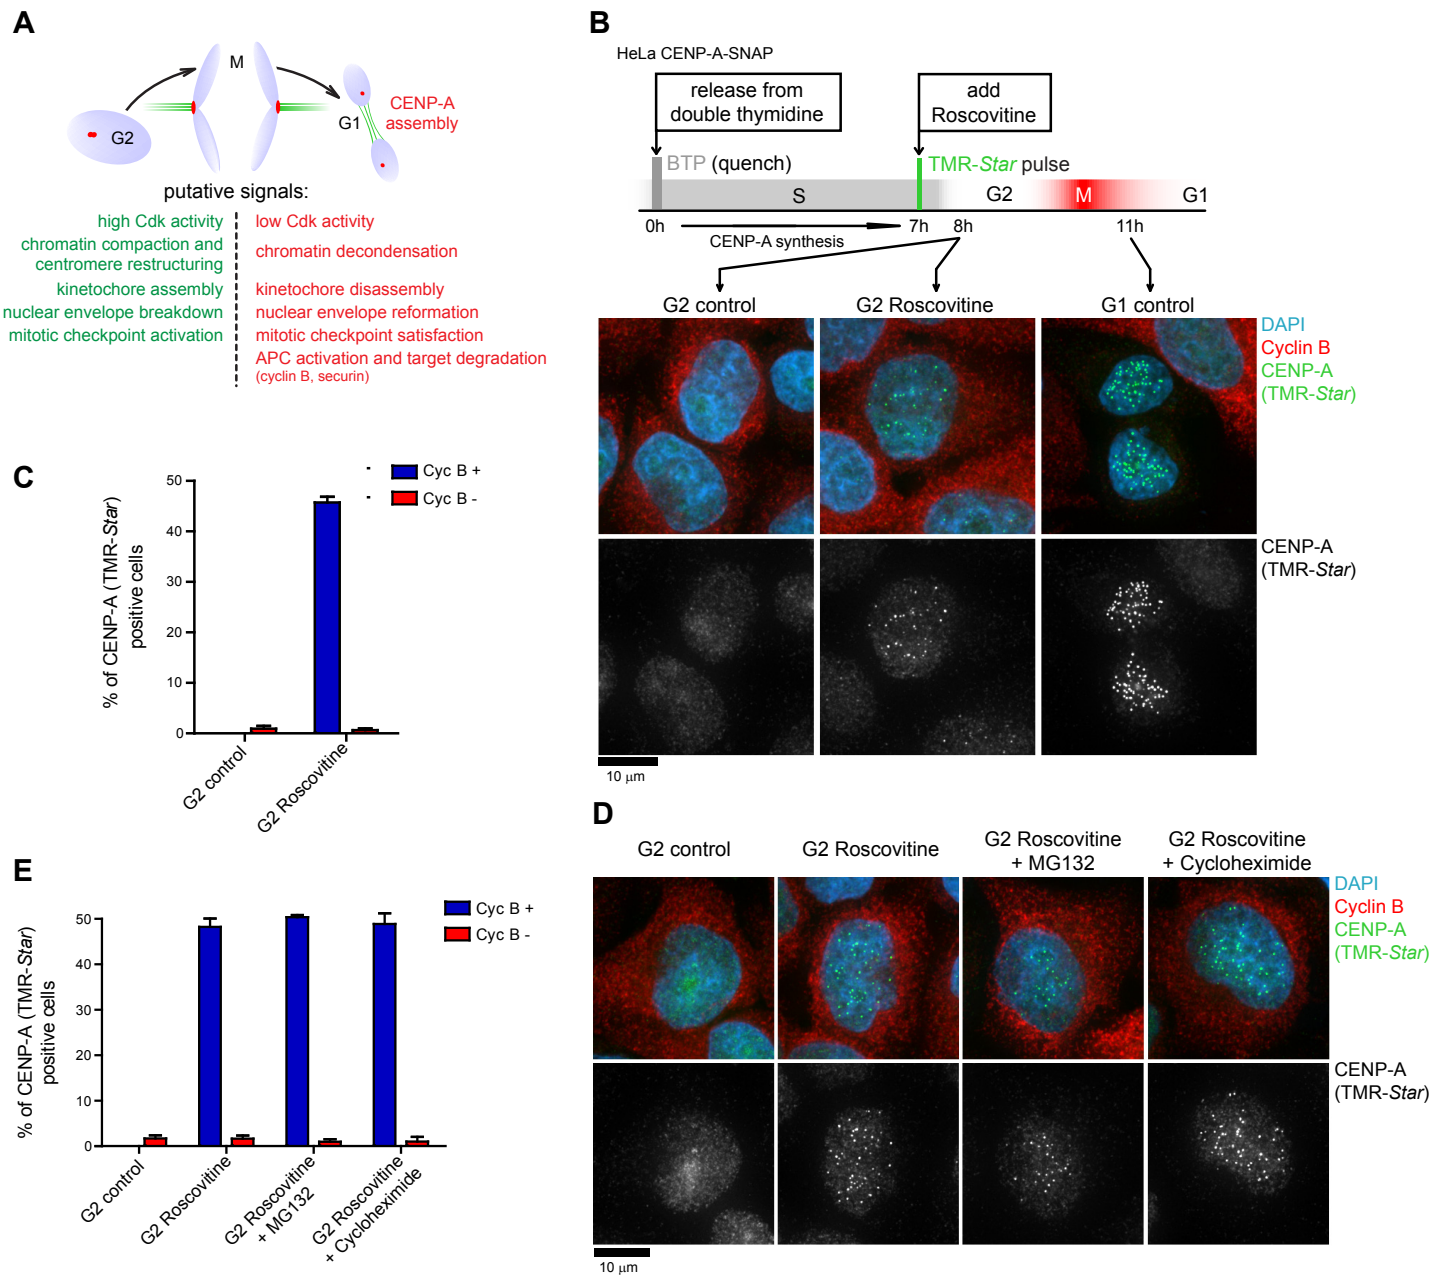 A
M
G2
G1
CENP-A
assembly
putative signals:
high Cdk activity
low Cdk activity
chromatin compaction and
centromere restructuring
chromatin decondensation
kinetochore assembly
kinetochore disassembly
nuclear envelope breakdown
nuclear envelope reformation
mitotic checkpoint activation
mitotic checkpoint satisfaction
APC activation and target degradation
(cyclin B, securin)
B
HeLa CENP-A-SNAP
release from
double thymidine
add
Roscovitine
BTP (quench)
TMR-Star pulse
S
G2
M
G1
0h
CENP-A synthesis
7h
8h
11h
G2 control
G2 Roscovitine
G1 control
DAPI
Cyclin B
CENP-A
(TMR-Star)
CENP-A
(TMR-Star)
10 µm
C
% of CENP-A (TMR-Star)
positive cells
50
40
30
20
10
0
Cyc B +
Cyc B -
G2 control
G2 Roscovitine
D
G2 control
G2 Roscovitine
G2 Roscovitine
+ MG132
G2 Roscovitine
+ Cycloheximide
DAPI
Cyclin B
CENP-A
(TMR-Star)
CENP-A
(TMR-Star)
10 µm
E
% of CENP-A (TMR-Star)
positive cells
50
40
30
20
10
0
Cyc B +
Cyc B -
G2 control
G2 Roscovitine
G2 Roscovitine
+ MG132
G2 Roscovitine
+ Cycloheximide